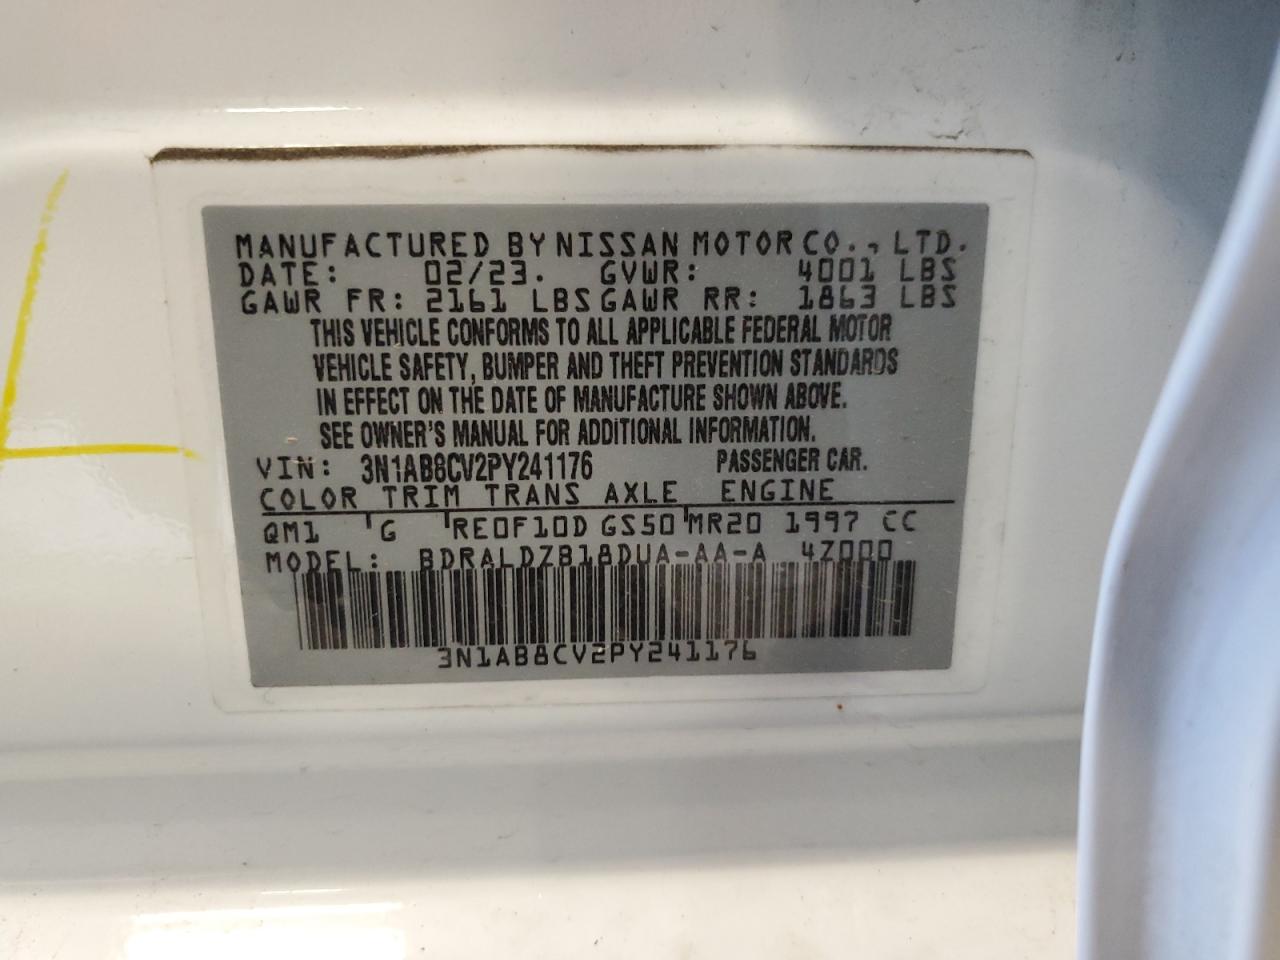 MANUFACTURED BY NISSAN MOTOR CO., LTD.
DATE: 02/23. GVWR: 4001 LBS
GAWR FR: 2161 LBS GAWR RR: 1863 LBS
THIS VEHICLE CONFORMS TO ALL APPLICABLE FEDERAL MOTOR
VEHICLE SAFETY, BUMPER AND THEFT PREVENTION STANDARDS
IN EFFECT ON THE DATE OF MANUFACTURE SHOWN ABOVE.
SEE OWNER'S MANUAL FOR ADDITIONAL INFORMATION.
VIN: 3N1AB8CV2PY241176 PASSENGER CAR.
COLOR TRIM TRANS AXLE ENGINE
QM1 G RE0F10D GS50 MR20 1997 CC
MODEL: BDRALDZB18DUA-AA-A 4Z000
3N1AB8CV2PY241176